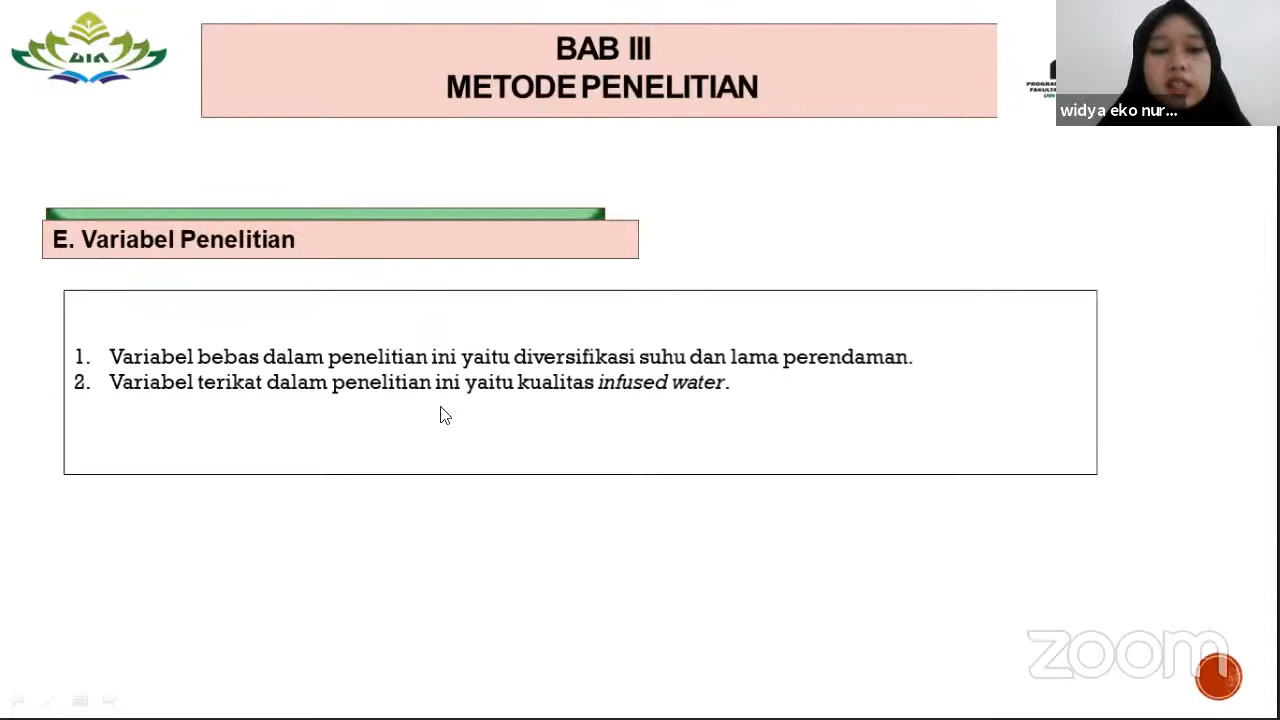 BAB III
METODE PENELITIAN
widya eko nur...
E. Variabel Penelitian
1. Variabel bebas dalam penelitian ini yaitu diversifikasi suhu dan lama perendaman.
2. Variabel terikat dalam penelitian ini yaitu kualitas infused water.
zoom